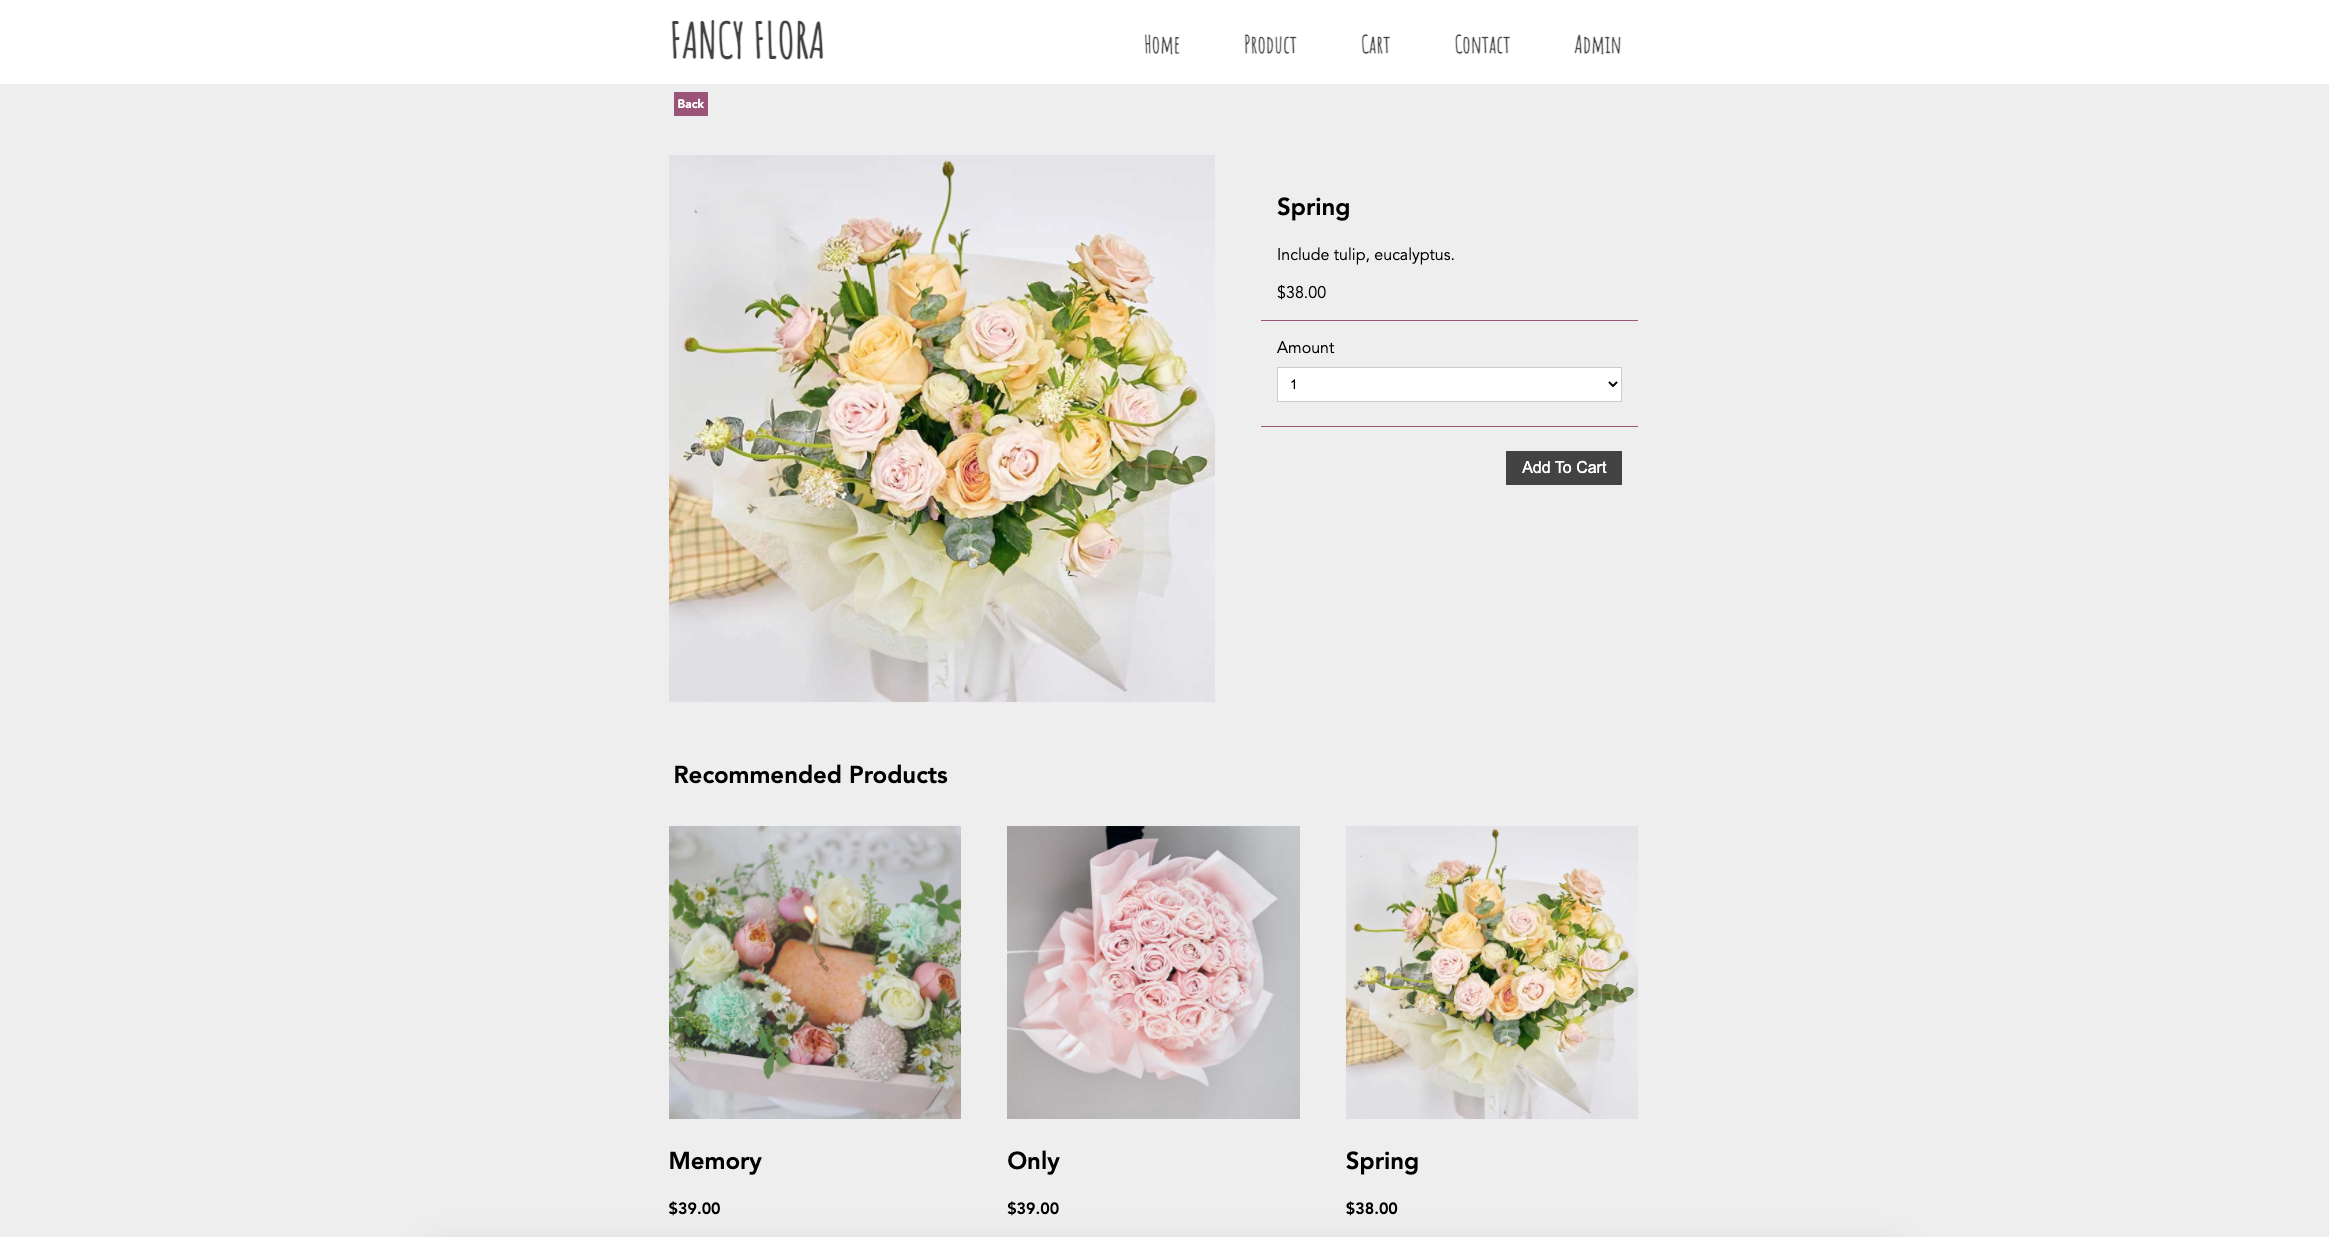 FANCY FLORA
Home Product Cart Contact Admin
Back
Spring
Include tulip, eucalyptus.
$38.00
Amount
1
Add To Cart
Recommended Products
Memory
$39.00
Only
$39.00
Spring
$38.00